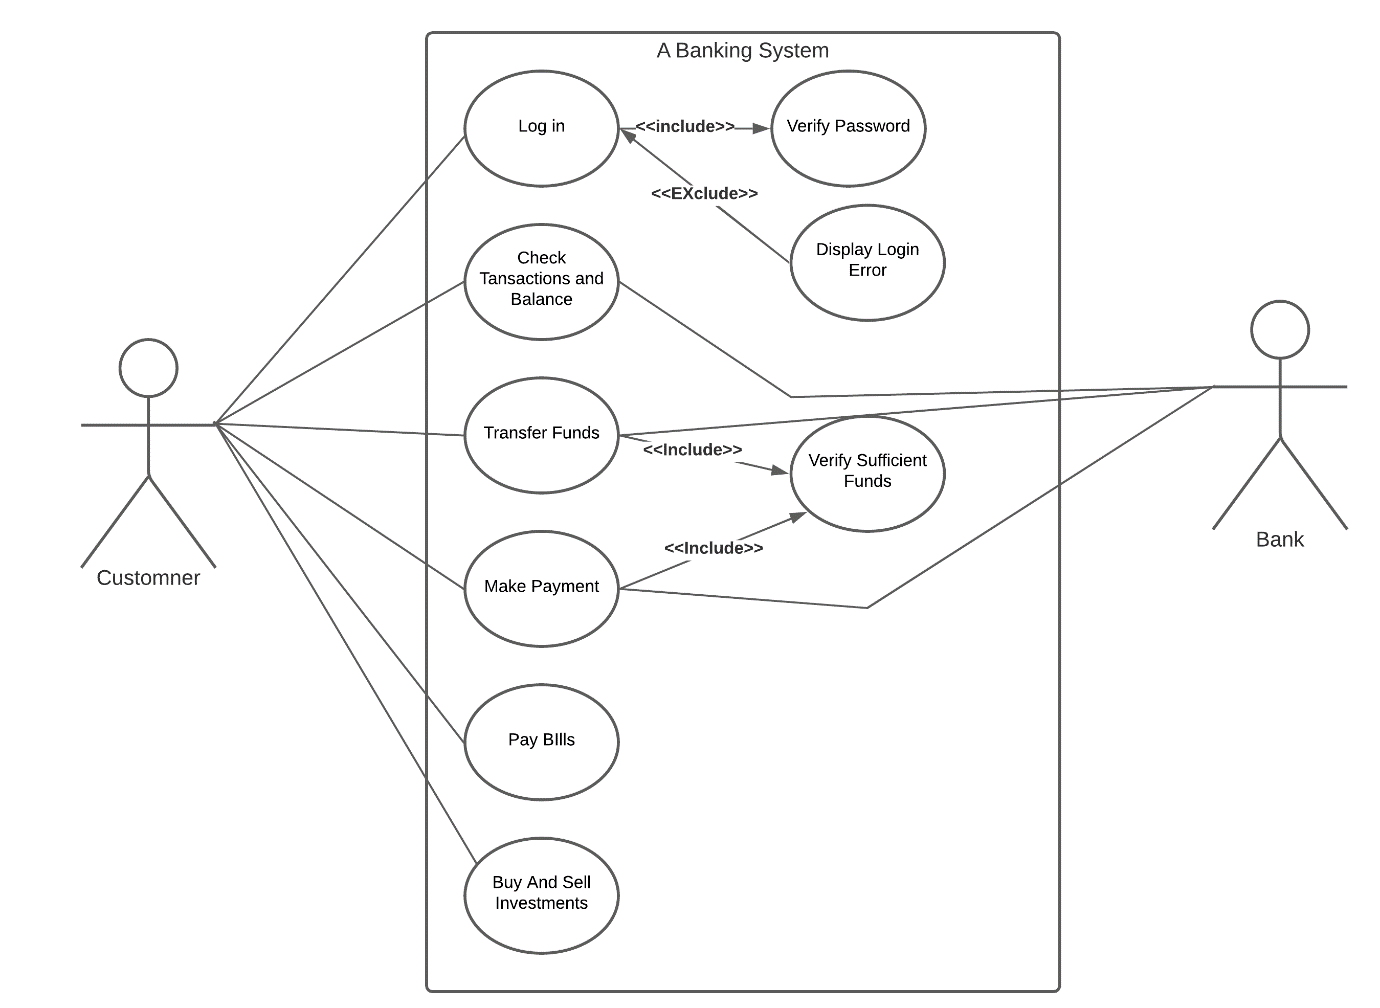 A Banking System
Log in
<<include>>
Verify Password
<<EXclude>>
Display Login
Error
Check
Tansactions and
Balance
Transfer Funds
<<Include>>
Verify Sufficient
Funds
<<Include>>
Make Payment
Pay BIlls
Buy And Sell
Investments
Customner
Bank